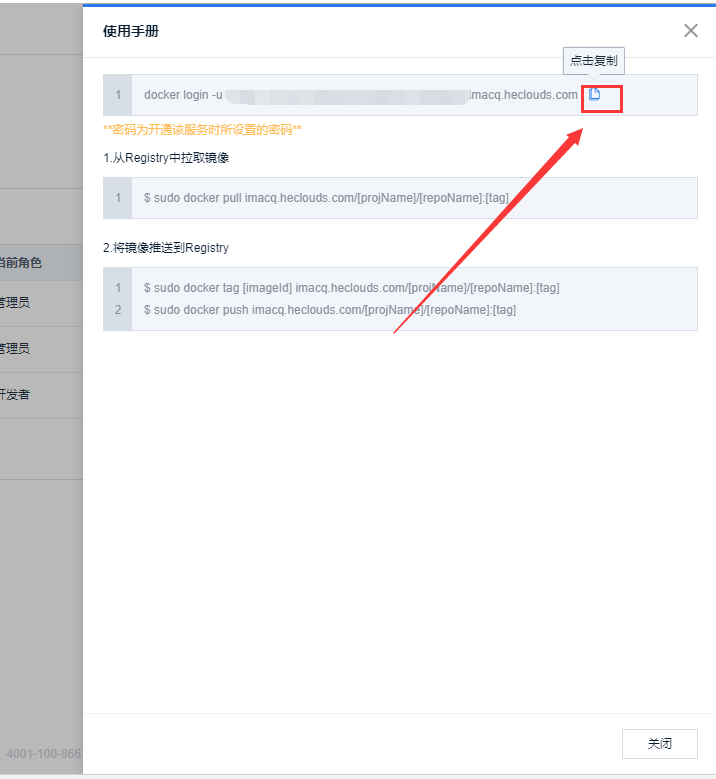 使用手册
点击复制
1 docker login -u imacq.heclouds.com
**密码为开通该服务时所设置的密码**
1.从Registry中拉取镜像
1 $ sudo docker pull imacq.heclouds.com/[projName]/[repoName]:[tag]
2.将镜像推送到Registry
1 $ sudo docker tag [imageId] imacq.heclouds.com/[projName]/[repoName]:[tag]
2 $ sudo docker push imacq.heclouds.com/[projName]/[repoName]:[tag]
当前角色
管理员
管理员
开发者
4001-100-866
关闭